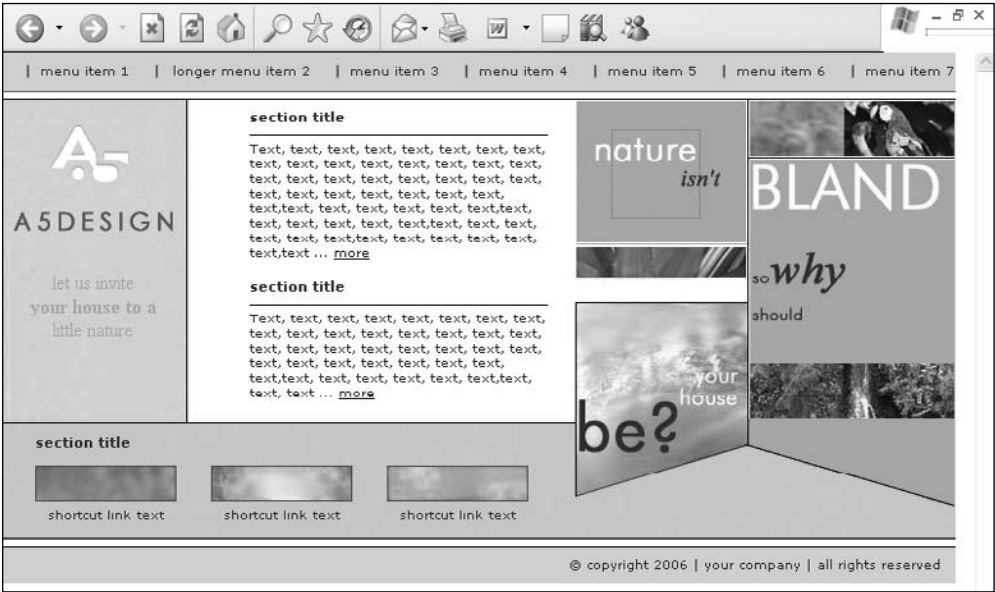 | menu item 1 | longer menu item 2 | menu item 3 | menu item 4 | menu item 5 | menu item 6 | menu item 7
A5
A5DESIGN
let us invite
your house to a
little nature
section title
Text, text, text, text, text, text, text, text,
text, text, text, text, text, text, text, text,
text, text, text, text, text, text, text, text,
text, text, text, text, text, text, text,
text,text, text, text, text, text, text,text,
text, text, text, text, text,text, text, text,
text, text, text,text, text, text, text, text,
text,text ... more
section title
Text, text, text, text, text, text, text, text,
text, text, text, text, text, text, text, text,
text, text, text, text, text, text, text, text,
text, text, text, text, text, text, text,
text,text, text, text, text, text, text,text,
text, text ... more
nature
isn't
BLAND
so why
should
your
house
be?
section title
shortcut link text shortcut link text shortcut link text
© copyright 2006 | your company | all rights reserved